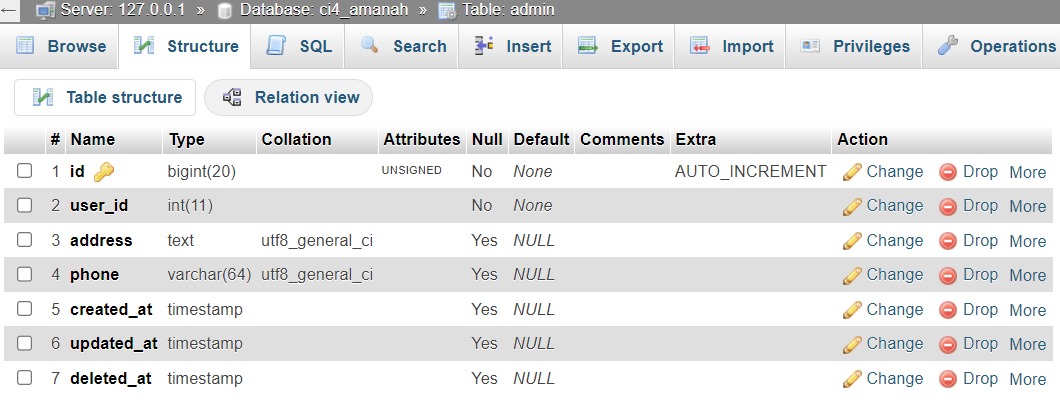 Server: 127.0.0.1 » Database: ci4_amanah » Table: admin
Browse Structure SQL Search Insert Export Import Privileges Operations
Table structure Relation view
# Name Type Collation Attributes Null Default Comments Extra Action
1 id bigint(20) UNSIGNED No None AUTO_INCREMENT Change Drop More
2 user_id int(11) No None Change Drop More
3 address text utf8_general_ci Yes NULL Change Drop More
4 phone varchar(64) utf8_general_ci Yes NULL Change Drop More
5 created_at timestamp Yes NULL Change Drop More
6 updated_at timestamp Yes NULL Change Drop More
7 deleted_at timestamp Yes NULL Change Drop More